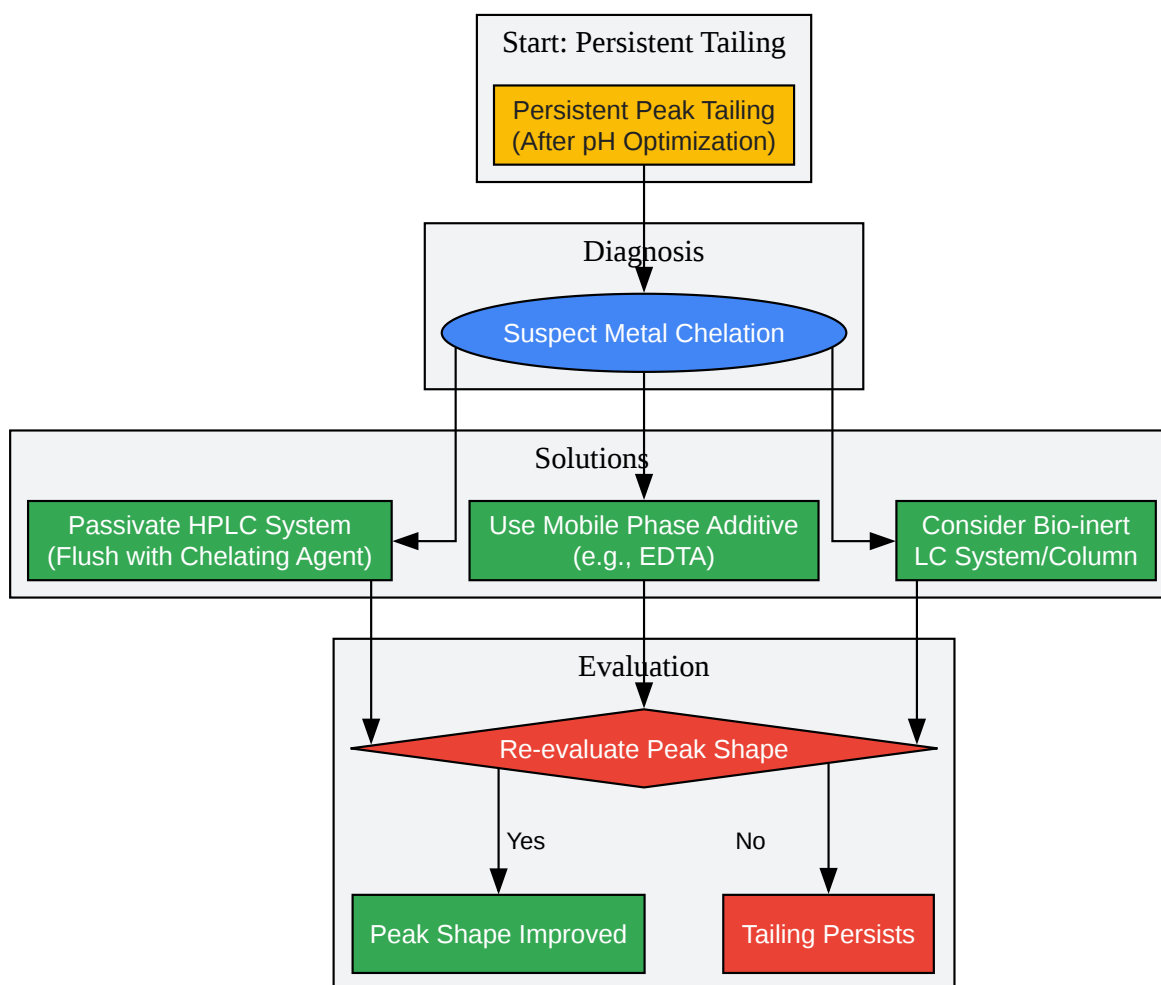 Start: Persistent Tailing
Persistent Peak Tailing
(After pH Optimization)
Diagnosis
Suspect Metal Chelation
Solutions
Passivate HPLC System
(Flush with Chelating Agent)
Use Mobile Phase Additive
(e.g., EDTA)
Consider Bio-inert
LC System/Column
Evaluation
Re-evaluate Peak Shape
Yes
No
Peak Shape Improved
Tailing Persists